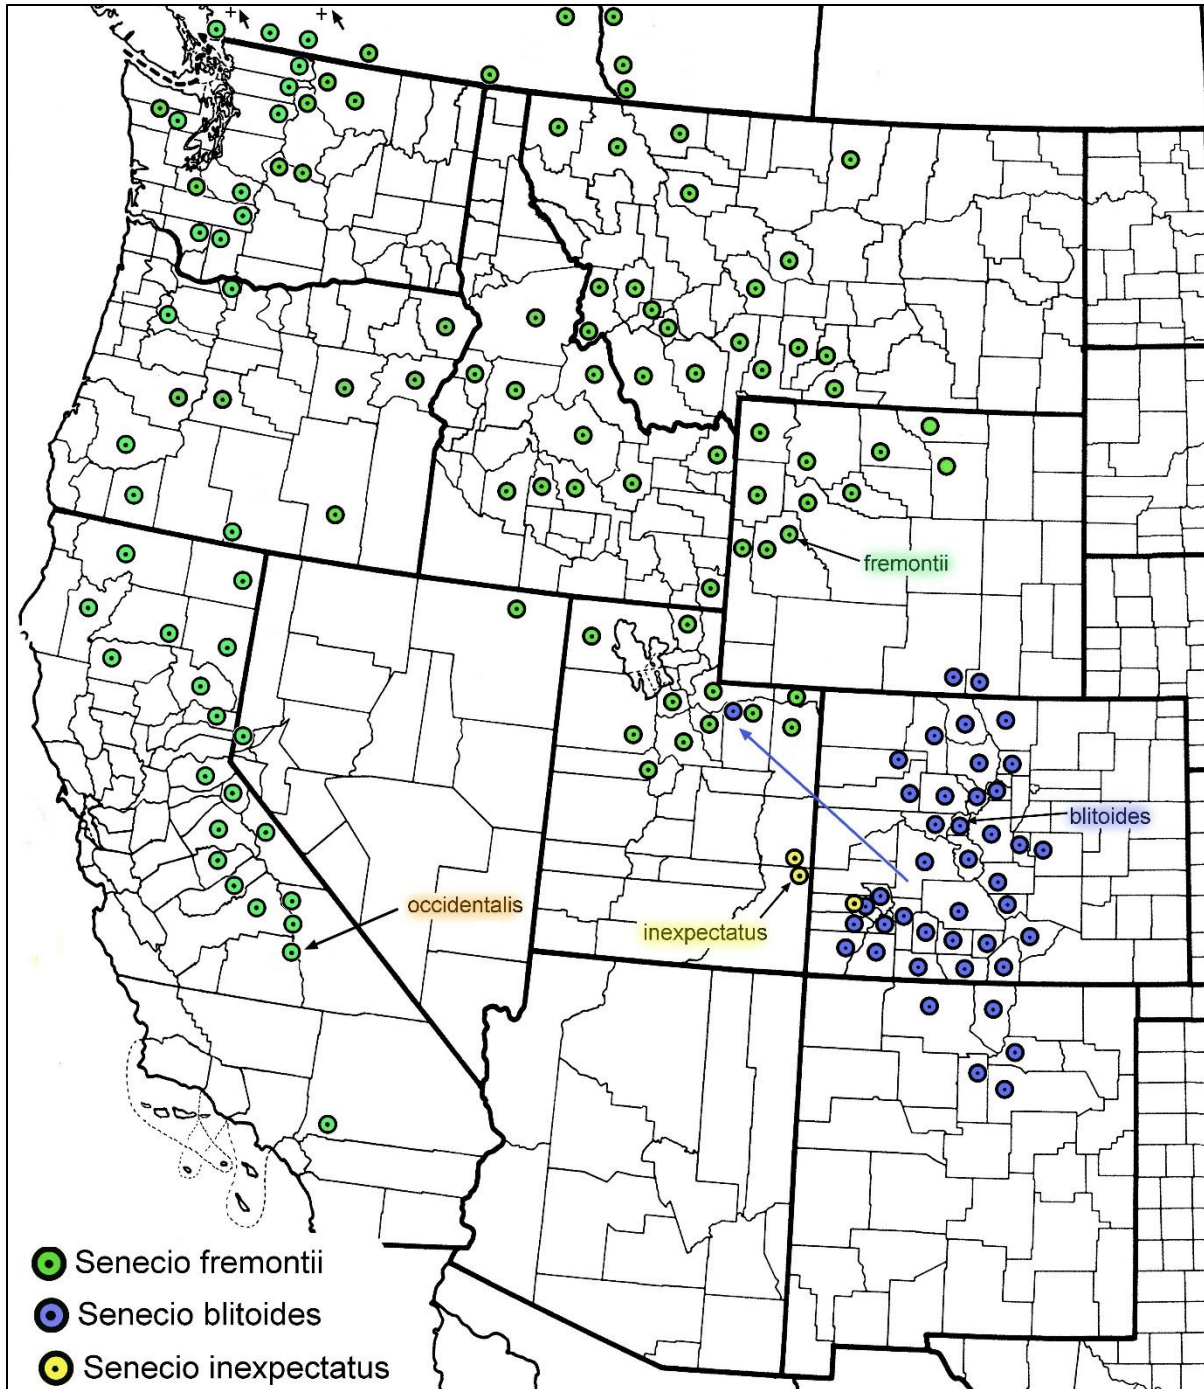 + +
fremontii
blitoides
occidentalis
inexpectatus
Senecio fremontii
Senecio blitoides
Senecio inexpectatus